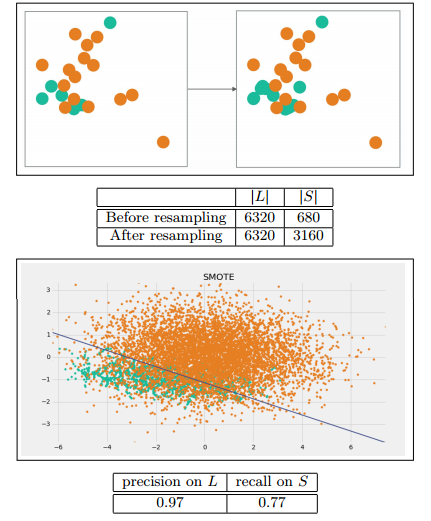 |L| |S|
Before resampling 6320 680
After resampling 6320 3160
SMOTE
3
2
1
0
−1
−2
−3
−6 −4 −2 0 2 4 6
precision on L recall on S
0.97 0.77